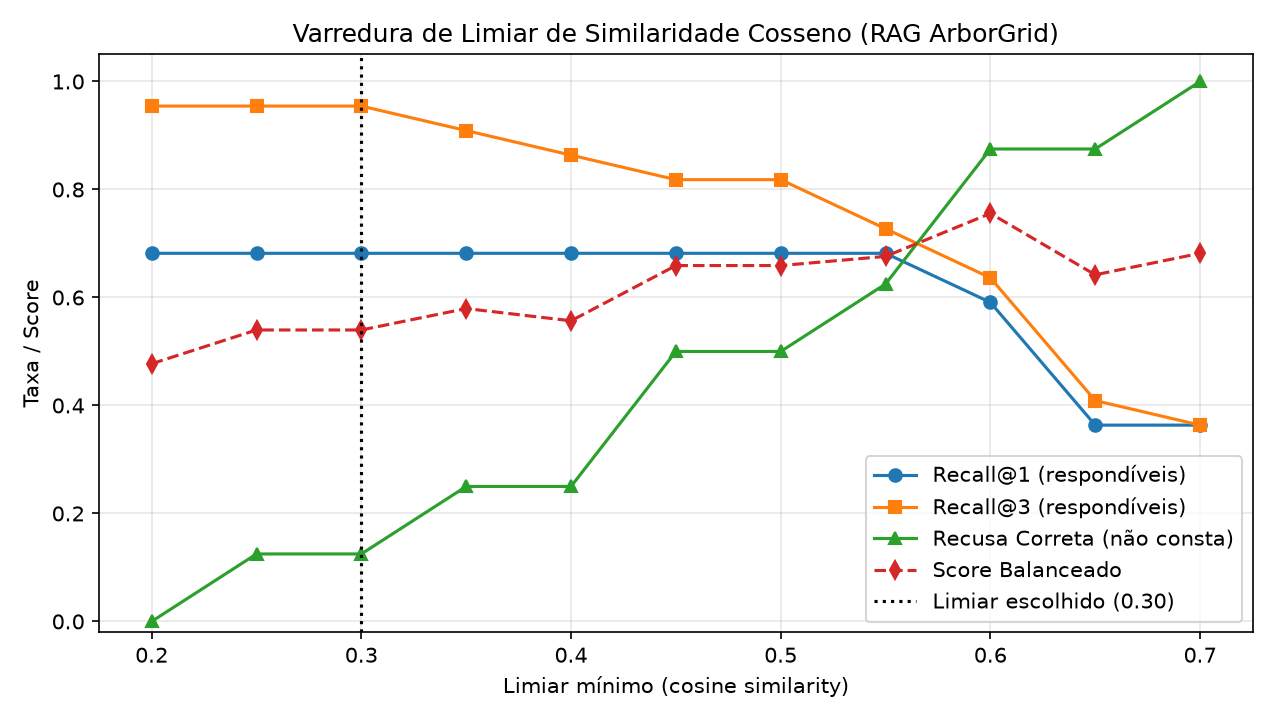 Varredura de Limiar de Similaridade Cosseno (RAG ArborGrid)
Taxa / Score
1.0
0.8
0.6
0.4
0.2
0.0
Recall@1 (respondíveis)
Recall@3 (respondíveis)
Recusa Correta (não consta)
Score Balanceado
Limiar escolhido (0.30)
0.2 0.3 0.4 0.5 0.6 0.7
Limiar mínimo (cosine similarity)